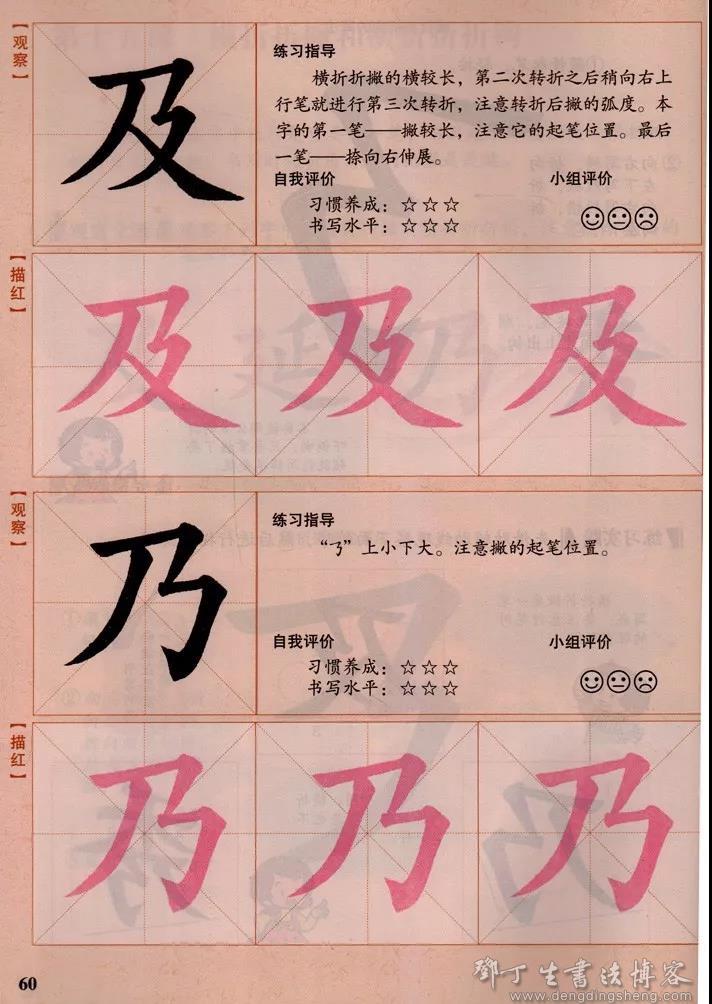 【观察】
及
练习指导
横折折撇的横较长，第二次转折之后稍向右上
行笔就进行第三次转折，注意转折后撇的弧度。本
字的第一笔——撇较长，注意它的起笔位置。最后
一笔——捺向右伸展。
自我评价 小组评价
习惯养成：☆☆☆
书写水平：☆☆☆
【描红】
及 及 及
【观察】
乃
练习指导
“㇡”上小下大。注意撇的起笔位置。
自我评价 小组评价
习惯养成：☆☆☆
书写水平：☆☆☆
【描红】
乃 乃 乃
60
邓丁生书法博客
www.dengdingsheng.com